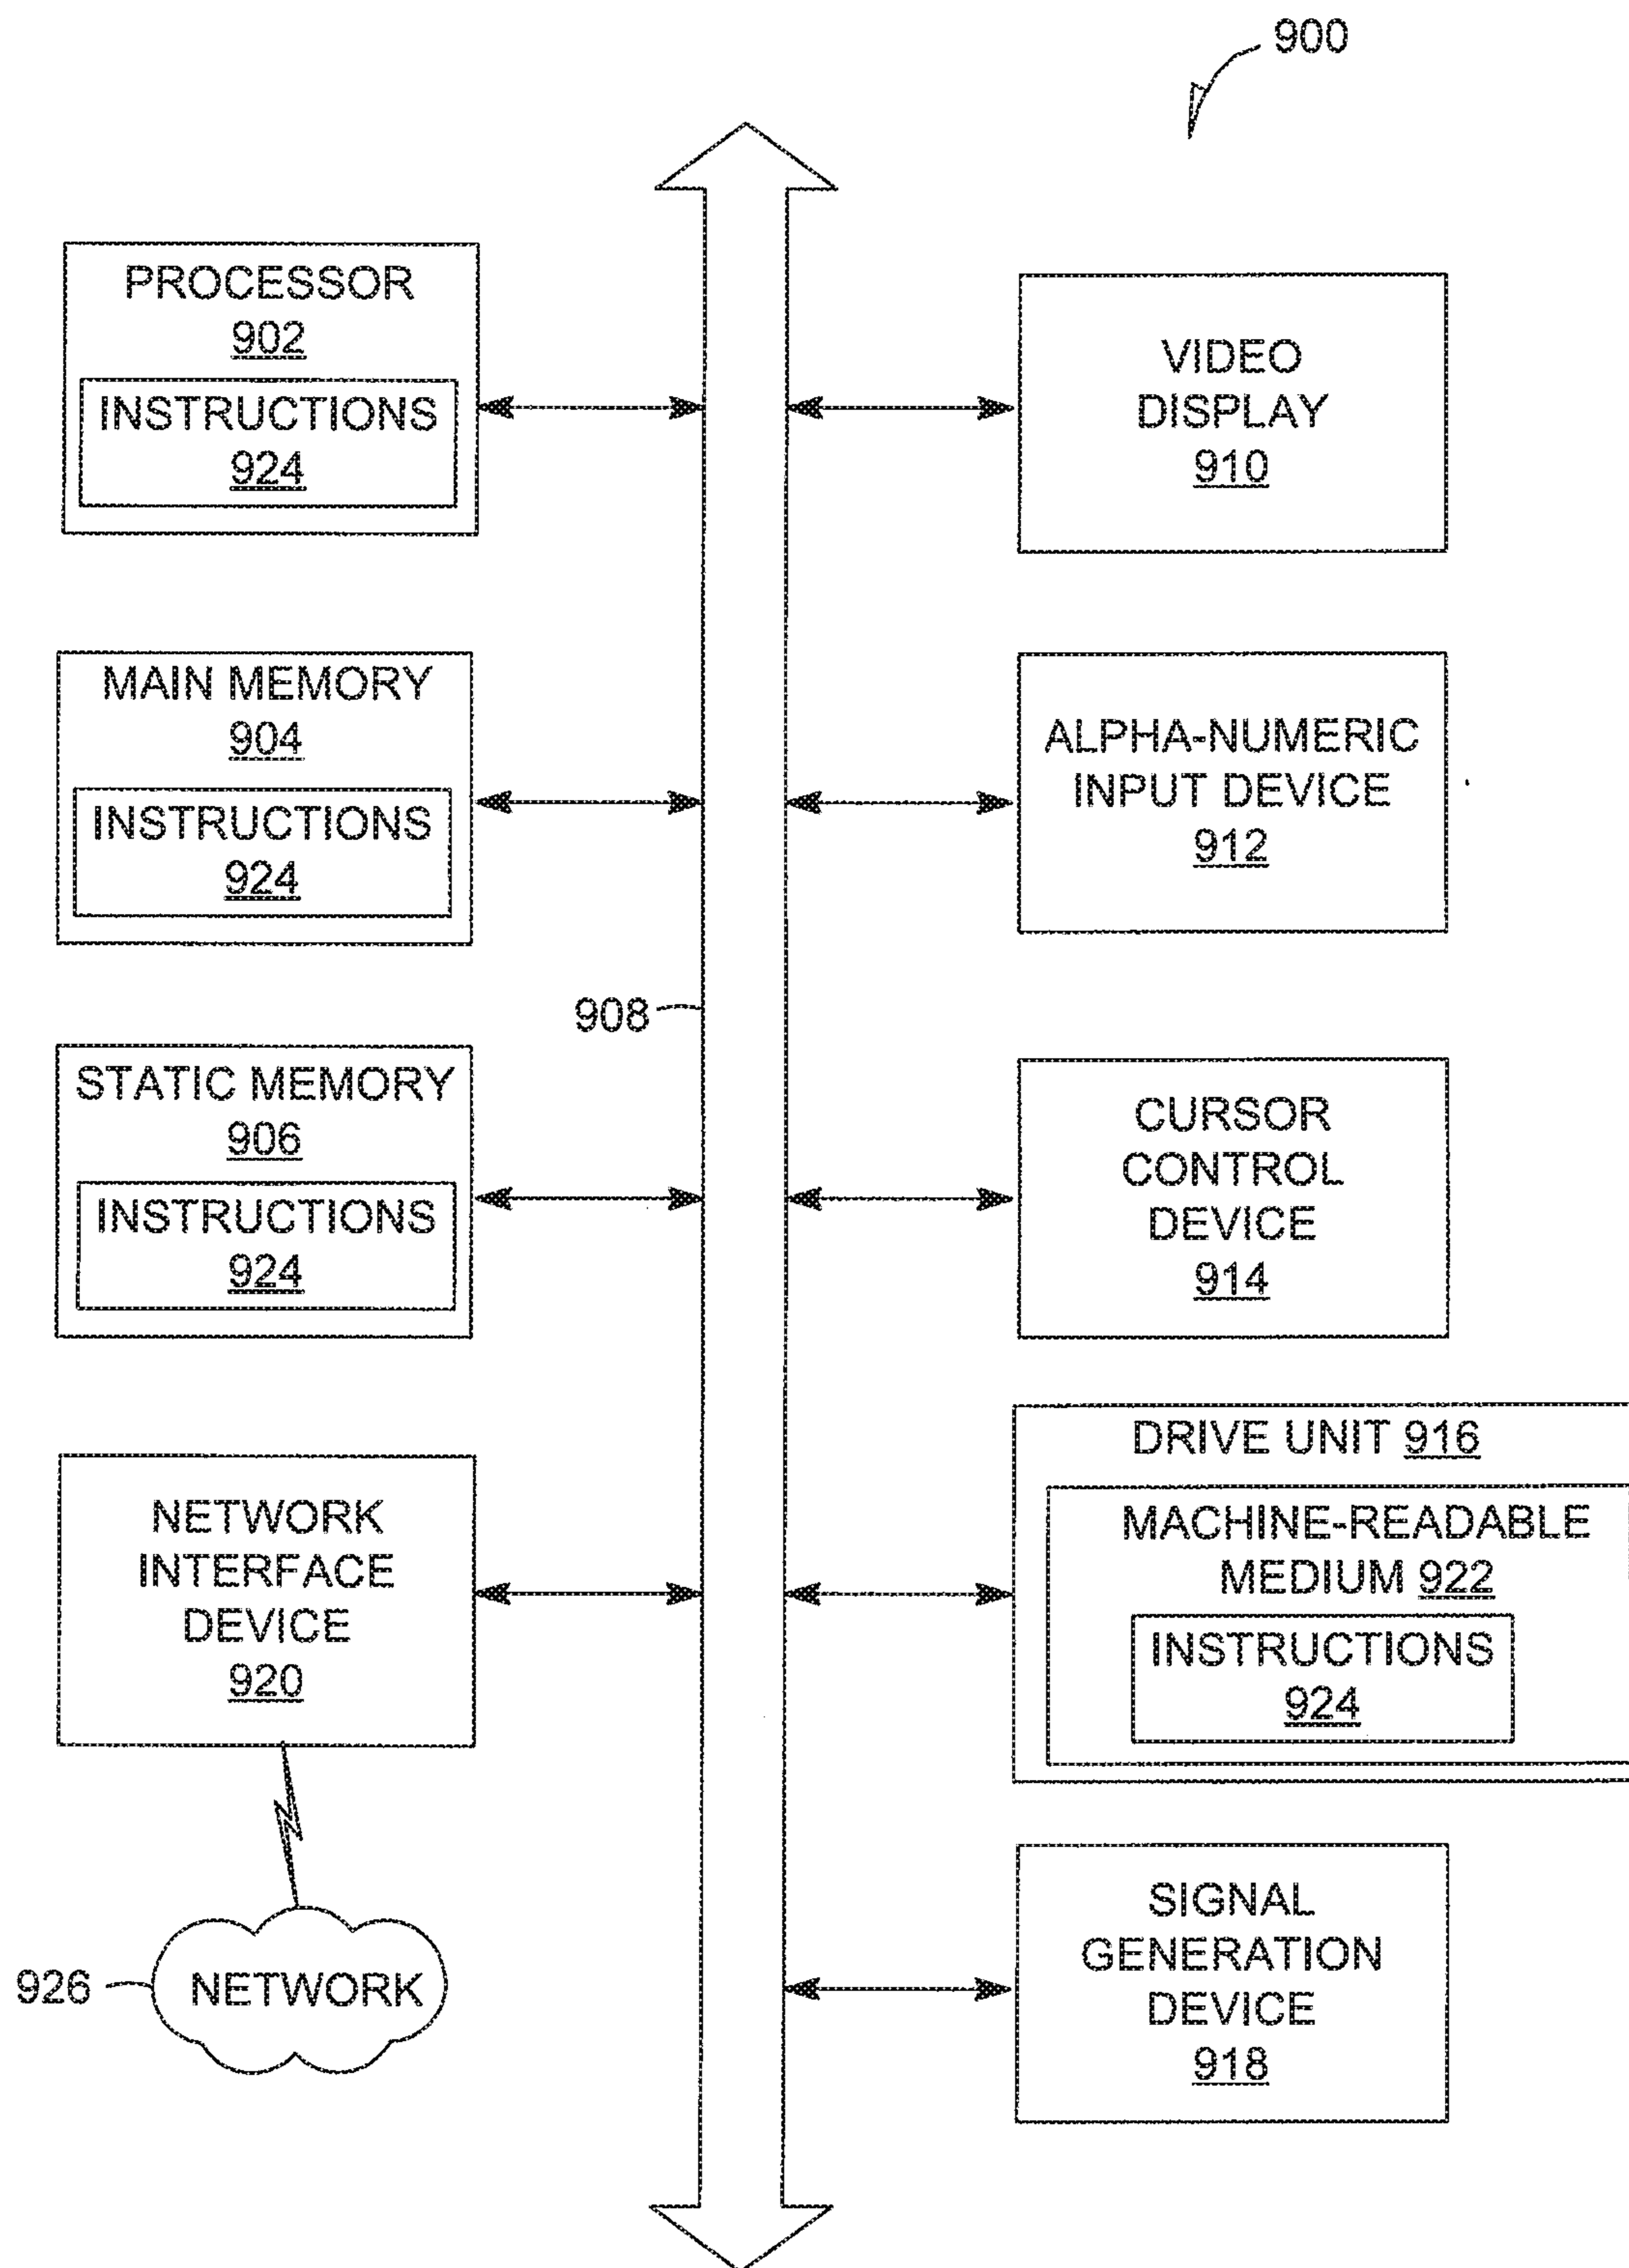 900
PROCESSOR
902
INSTRUCTIONS
924
MAIN MEMORY
904
INSTRUCTIONS
924
908
STATIC MEMORY
906
INSTRUCTIONS
924
NETWORK
INTERFACE
DEVICE
920
926
NETWORK
VIDEO
DISPLAY
910
ALPHA-NUMERIC
INPUT DEVICE
912
CURSOR
CONTROL
DEVICE
914
DRIVE UNIT 916
MACHINE-READABLE
MEDIUM 922
INSTRUCTIONS
924
SIGNAL
GENERATION
DEVICE
918